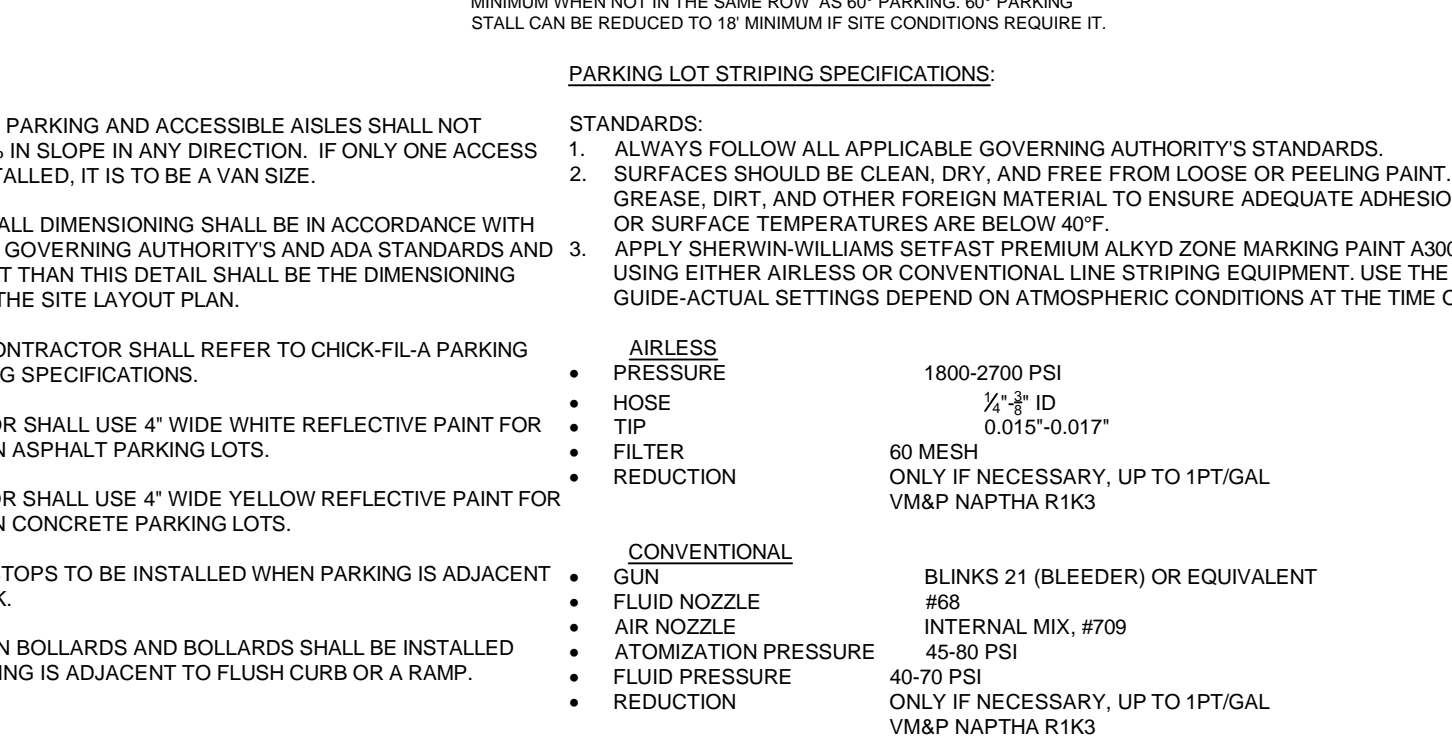 MINIMUM WHEN NOT IN THE SAME ROW AS 60° PARKING. 60° PARKING
STALL CAN BE REDUCED TO 18' MINIMUM IF SITE CONDITIONS REQUIRE IT.
PARKING AND ACCESSIBLE AISLES SHALL NOT
IN SLOPE IN ANY DIRECTION. IF ONLY ONE ACCESS
TALLED, IT IS TO BE A VAN SIZE.
ALL DIMENSIONING SHALL BE IN ACCORDANCE WITH
GOVERNING AUTHORITY'S AND ADA STANDARDS AND
T THAN THIS DETAIL SHALL BE THE DIMENSIONING
THE SITE LAYOUT PLAN.
ONTRACTOR SHALL REFER TO CHICK-FIL-A PARKING
G SPECIFICATIONS.
OR SHALL USE 4" WIDE WHITE REFLECTIVE PAINT FOR
N ASPHALT PARKING LOTS.
OR SHALL USE 4" WIDE YELLOW REFLECTIVE PAINT FOR
N CONCRETE PARKING LOTS.
STOPS TO BE INSTALLED WHEN PARKING IS ADJACENT
K.
N BOLLARDS AND BOLLARDS SHALL BE INSTALLED
ING IS ADJACENT TO FLUSH CURB OR A RAMP.
PARKING LOT STRIPING SPECIFICATIONS:
STANDARDS:
1. ALWAYS FOLLOW ALL APPLICABLE GOVERNING AUTHORITY'S STANDARDS.
2. SURFACES SHOULD BE CLEAN, DRY, AND FREE FROM LOOSE OR PEELING PAINT.
GREASE, DIRT, AND OTHER FOREIGN MATERIAL TO ENSURE ADEQUATE ADHESIO
OR SURFACE TEMPERATURES ARE BELOW 40°F.
3. APPLY SHERWIN-WILLIAMS SETFAST PREMIUM ALKYD ZONE MARKING PAINT A300
USING EITHER AIRLESS OR CONVENTIONAL LINE STRIPING EQUIPMENT. USE THE
GUIDE-ACTUAL SETTINGS DEPEND ON ATMOSPHERIC CONDITIONS AT THE TIME O
AIRLESS
• PRESSURE 1800-2700 PSI
• HOSE ¼"-⅜" ID
• TIP 0.015"-0.017"
• FILTER 60 MESH
• REDUCTION ONLY IF NECESSARY, UP TO 1PT/GAL
VM&P NAPTHA R1K3
CONVENTIONAL
• GUN BLINKS 21 (BLEEDER) OR EQUIVALENT
• FLUID NOZZLE #68
• AIR NOZZLE INTERNAL MIX, #709
• ATOMIZATION PRESSURE 45-80 PSI
• FLUID PRESSURE 40-70 PSI
• REDUCTION ONLY IF NECESSARY, UP TO 1PT/GAL
VM&P NAPTHA R1K3